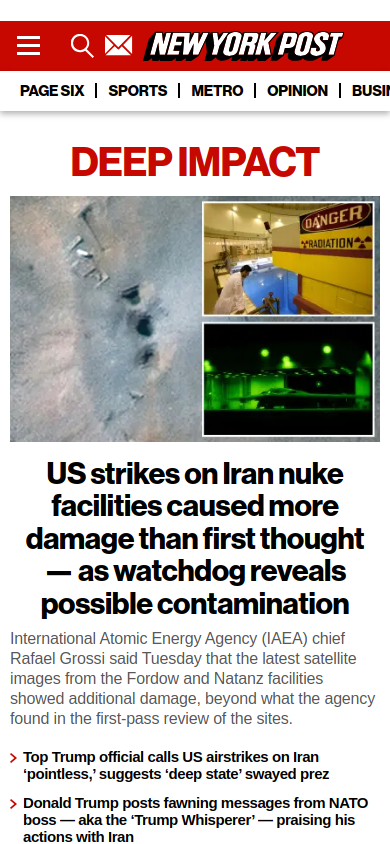 NEW YORK POST
PAGE SIX | SPORTS | METRO | OPINION | BUSIN
DEEP IMPACT
DANGER
RADIATION
US strikes on Iran nuke
facilities caused more
damage than first thought
— as watchdog reveals
possible contamination
International Atomic Energy Agency (IAEA) chief
Rafael Grossi said Tuesday that the latest satellite
images from the Fordow and Natanz facilities
showed additional damage, beyond what the agency
found in the first-pass review of the sites.
Top Trump official calls US airstrikes on Iran
‘pointless,’ suggests ‘deep state’ swayed prez
Donald Trump posts fawning messages from NATO
boss — aka the ‘Trump Whisperer’ — praising his
actions with Iran